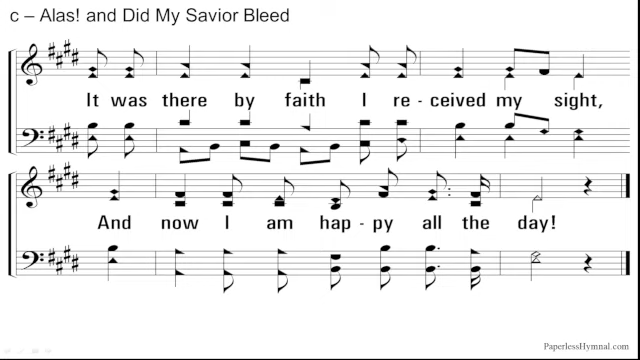 c – Alas! and Did My Savior Bleed
It was there by faith I re - ceived my sight,
And now I am hap - py all the day!
PaperlessHymnal.com